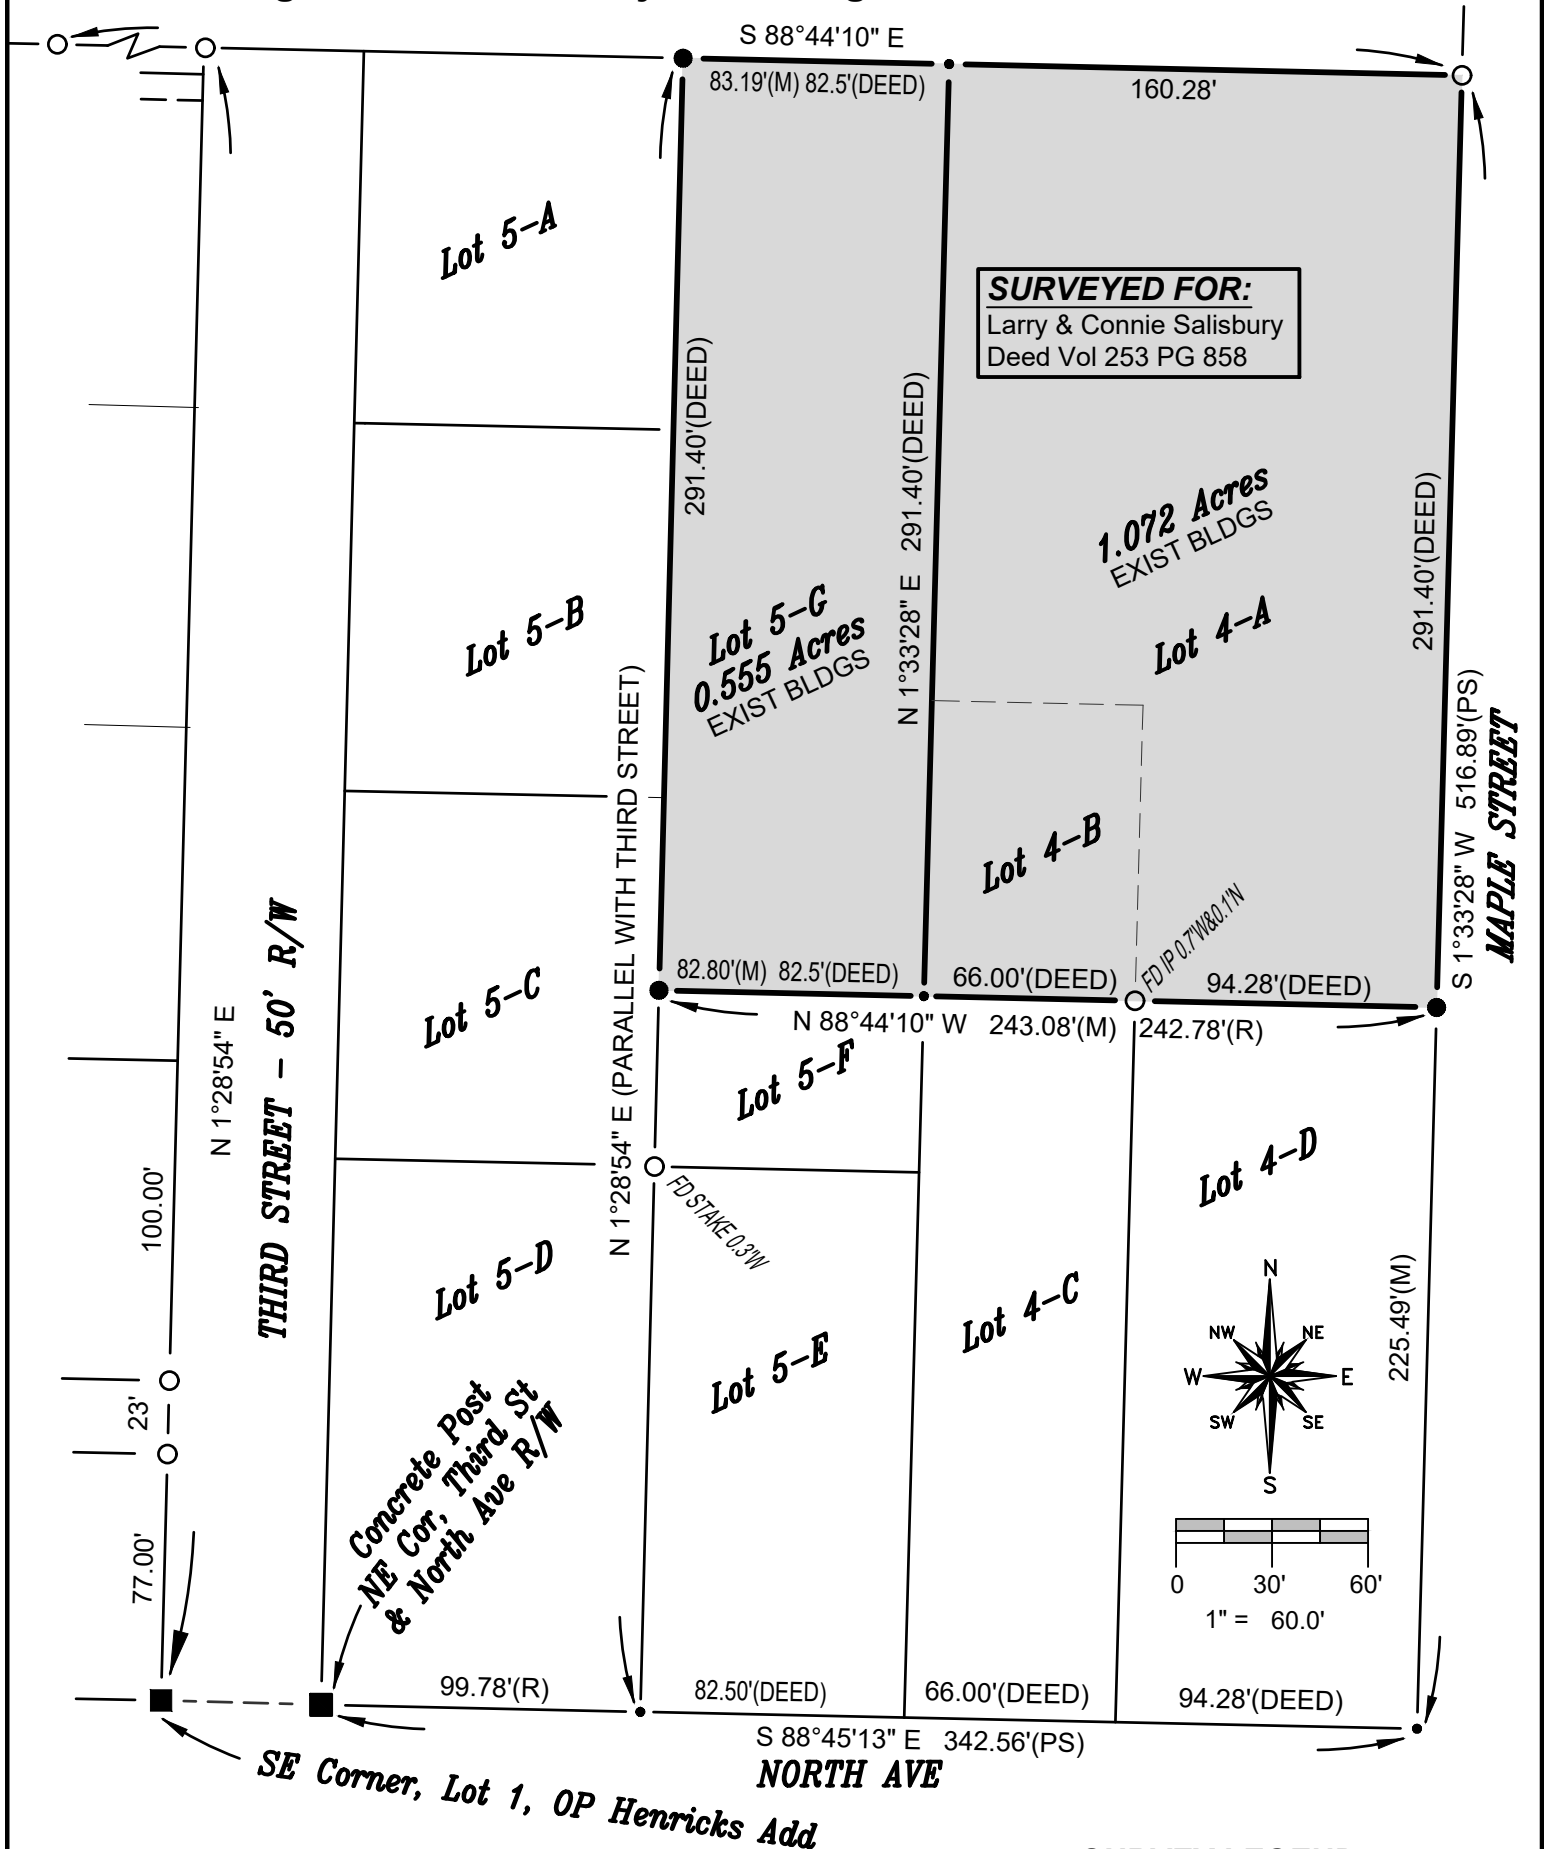 S 88°44'10" E
83.19'(M) 82.5'(DEED)
160.28'
Lot 5-A
SURVEYED FOR:
Larry & Connie Salisbury
Deed Vol 253 PG 858
291.40'(DEED)
N 1°33'28" E 291.40'(DEED)
291.40'(DEED)
1.072 Acres
EXIST BLDGS
Lot 5-B
Lot 5-G
0.555 Acres
EXIST BLDGS
Lot 4-A
S 1°33'28" W 516.89'(PS)
MAPLE STREET
Lot 4-B
N 1°28'54" E (PARALLEL WITH THIRD STREET)
FD IP 0.7'W&0.1'N
82.80'(M) 82.5'(DEED)
66.00'(DEED)
94.28'(DEED)
N 88°44'10" W 243.08'(M) 242.78'(R)
Lot 5-C
N 1°28'54" E
THIRD STREET - 50' R/W
Lot 5-F
Lot 4-D
100.00'
FD STAKE 0.3'W
Lot 5-D
Lot 4-C
Lot 5-E
225.49'(M)
N
NW
NE
W
E
SW
SE
S
23'
Concrete Post
NE Cor, Third St
& North Ave R/W
77.00'
0 30' 60'
1" = 60.0'
99.78'(R)
82.50'(DEED)
66.00'(DEED)
94.28'(DEED)
S 88°45'13" E 342.56'(PS)
NORTH AVE
SE Corner, Lot 1, OP Henricks Add